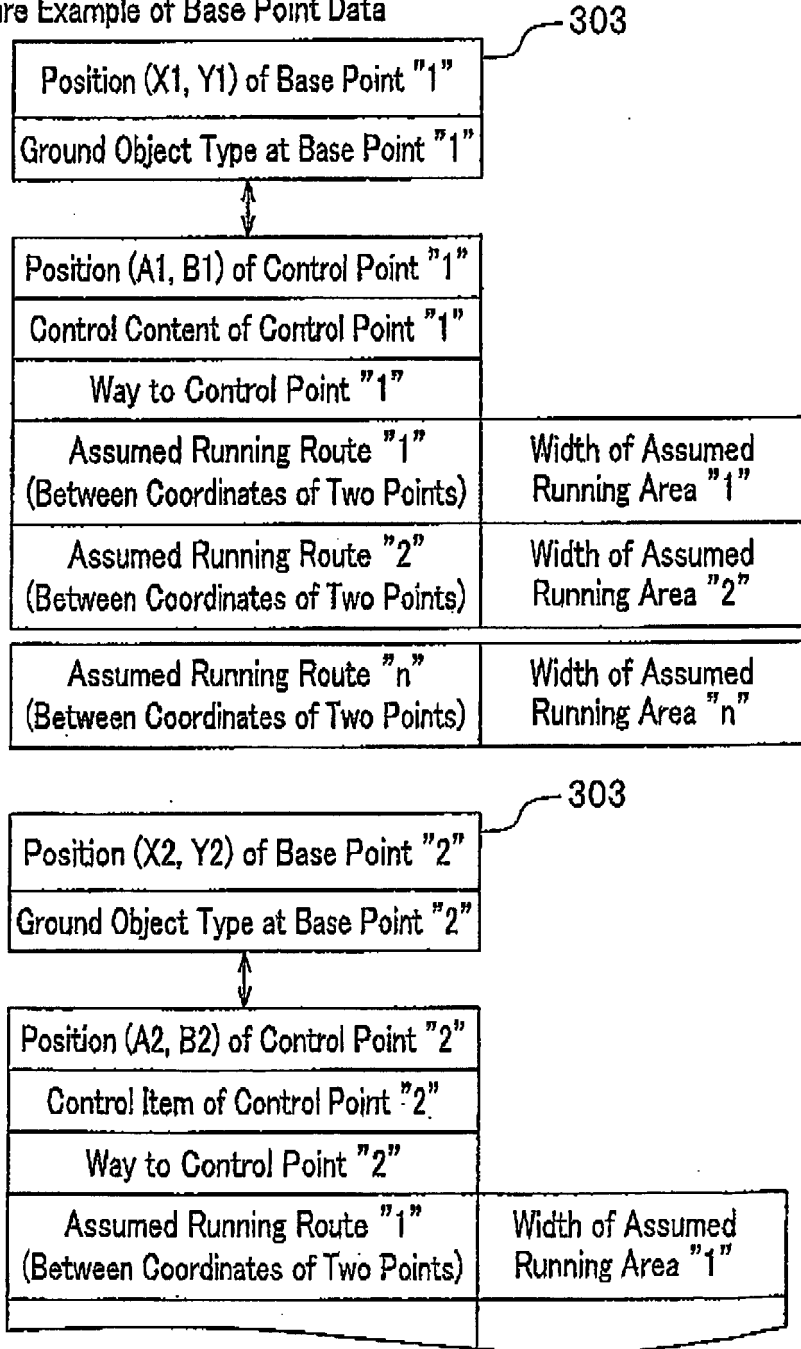 Example of Base Point Data
303
Position (X1, Y1) of Base Point "1"
Ground Object Type at Base Point "1"
Position (A1, B1) of Control Point "1"
Control Content of Control Point "1"
Way to Control Point "1"
Assumed Running Route "1"
(Between Coordinates of Two Points)
Width of Assumed
Running Area "1"
Assumed Running Route "2"
(Between Coordinates of Two Points)
Width of Assumed
Running Area "2"
Assumed Running Route "n"
(Between Coordinates of Two Points)
Width of Assumed
Running Area "n"
303
Position (X2, Y2) of Base Point "2"
Ground Object Type at Base Point "2"
Position (A2, B2) of Control Point "2"
Control Item of Control Point "2"
Way to Control Point "2"
Assumed Running Route "1"
(Between Coordinates of Two Points)
Width of Assumed
Running Area "1"